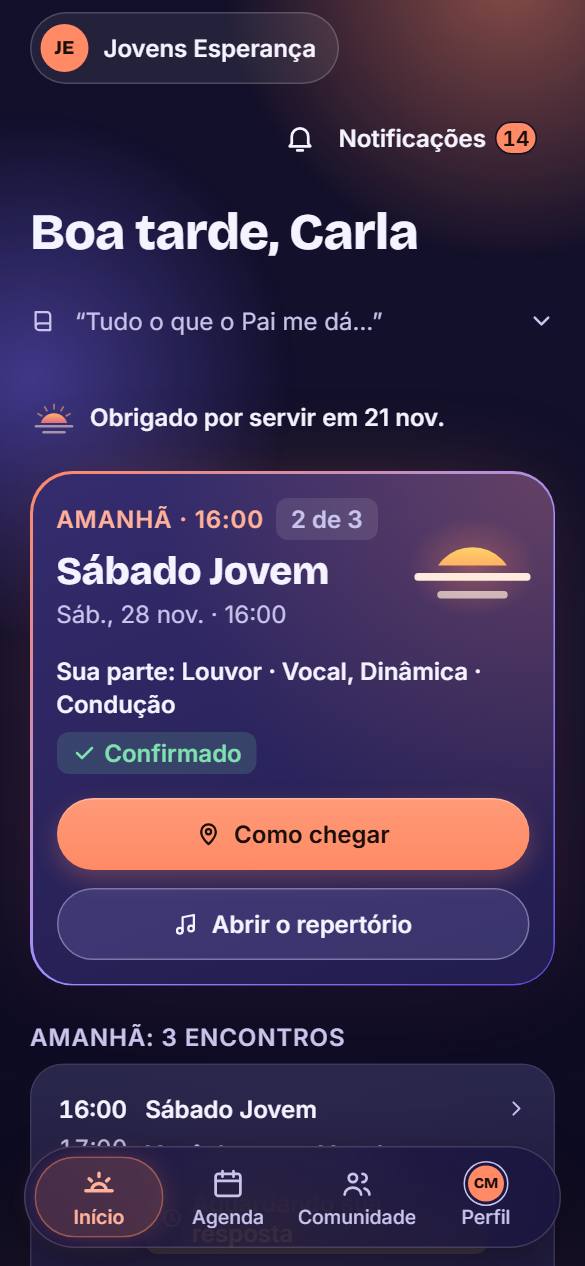 JE Jovens Esperança
Notificações 14
Boa tarde, Carla
“Tudo o que o Pai me dá...”
Obrigado por servir em 21 nov.
AMANHÃ · 16:00 2 de 3
Sábado Jovem
Sáb., 28 nov. · 16:00
Sua parte: Louvor · Vocal, Dinâmica ·
Condução
Confirmado
Como chegar
Abrir o repertório
AMANHÃ: 3 ENCONTROS
16:00 Sábado Jovem
17:00
resposta
CM
Início Agenda Comunidade Perfil